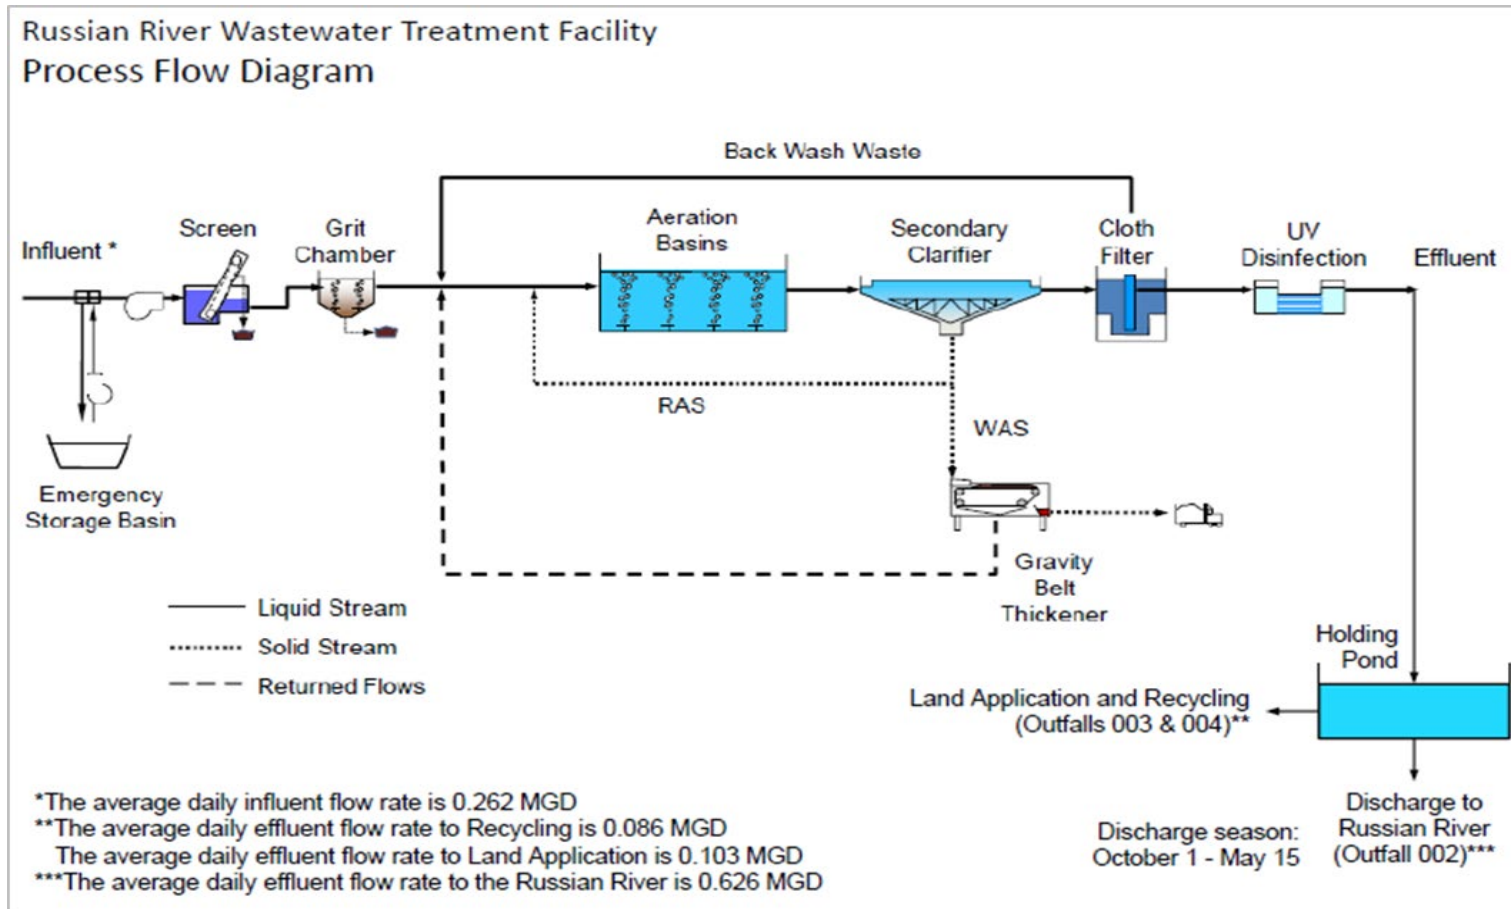 Russian River Wastewater Treatment Facility
Process Flow Diagram
Back Wash Waste
Influent *
Screen
Grit
Chamber
Aeration
Basins
Secondary
Clarifier
Cloth
Filter
UV
Disinfection
Effluent
RAS
WAS
Emergency
Storage Basin
Gravity
Belt
Thickener
Liquid Stream
Solid Stream
Returned Flows
Holding
Pond
Land Application and Recycling
(Outfalls 003 & 004)**
*The average daily influent flow rate is 0.262 MGD
**The average daily effluent flow rate to Recycling is 0.086 MGD
The average daily effluent flow rate to Land Application is 0.103 MGD
***The average daily effluent flow rate to the Russian River is 0.626 MGD
Discharge season:
October 1 - May 15
Discharge to
Russian River
(Outfall 002)***